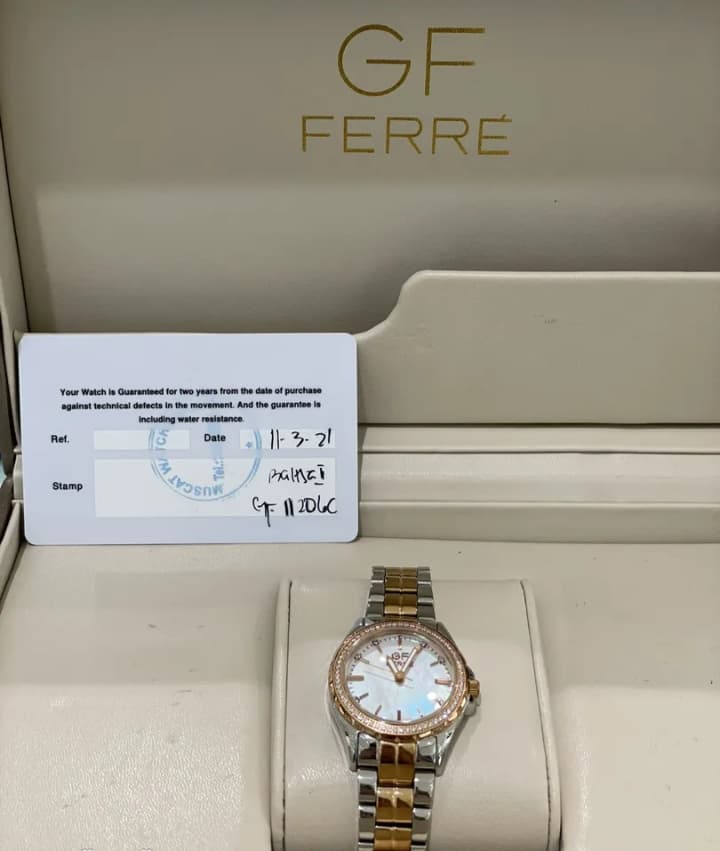 GF
FERRÉ
Your Watch is Guaranteed for two years from the date of purchase
against technical defects in the movement. And the guarantee is
including water resistance.
Ref.
Date 11-3-21
Stamp
MUSCAT WATCH
Tel.:
GF